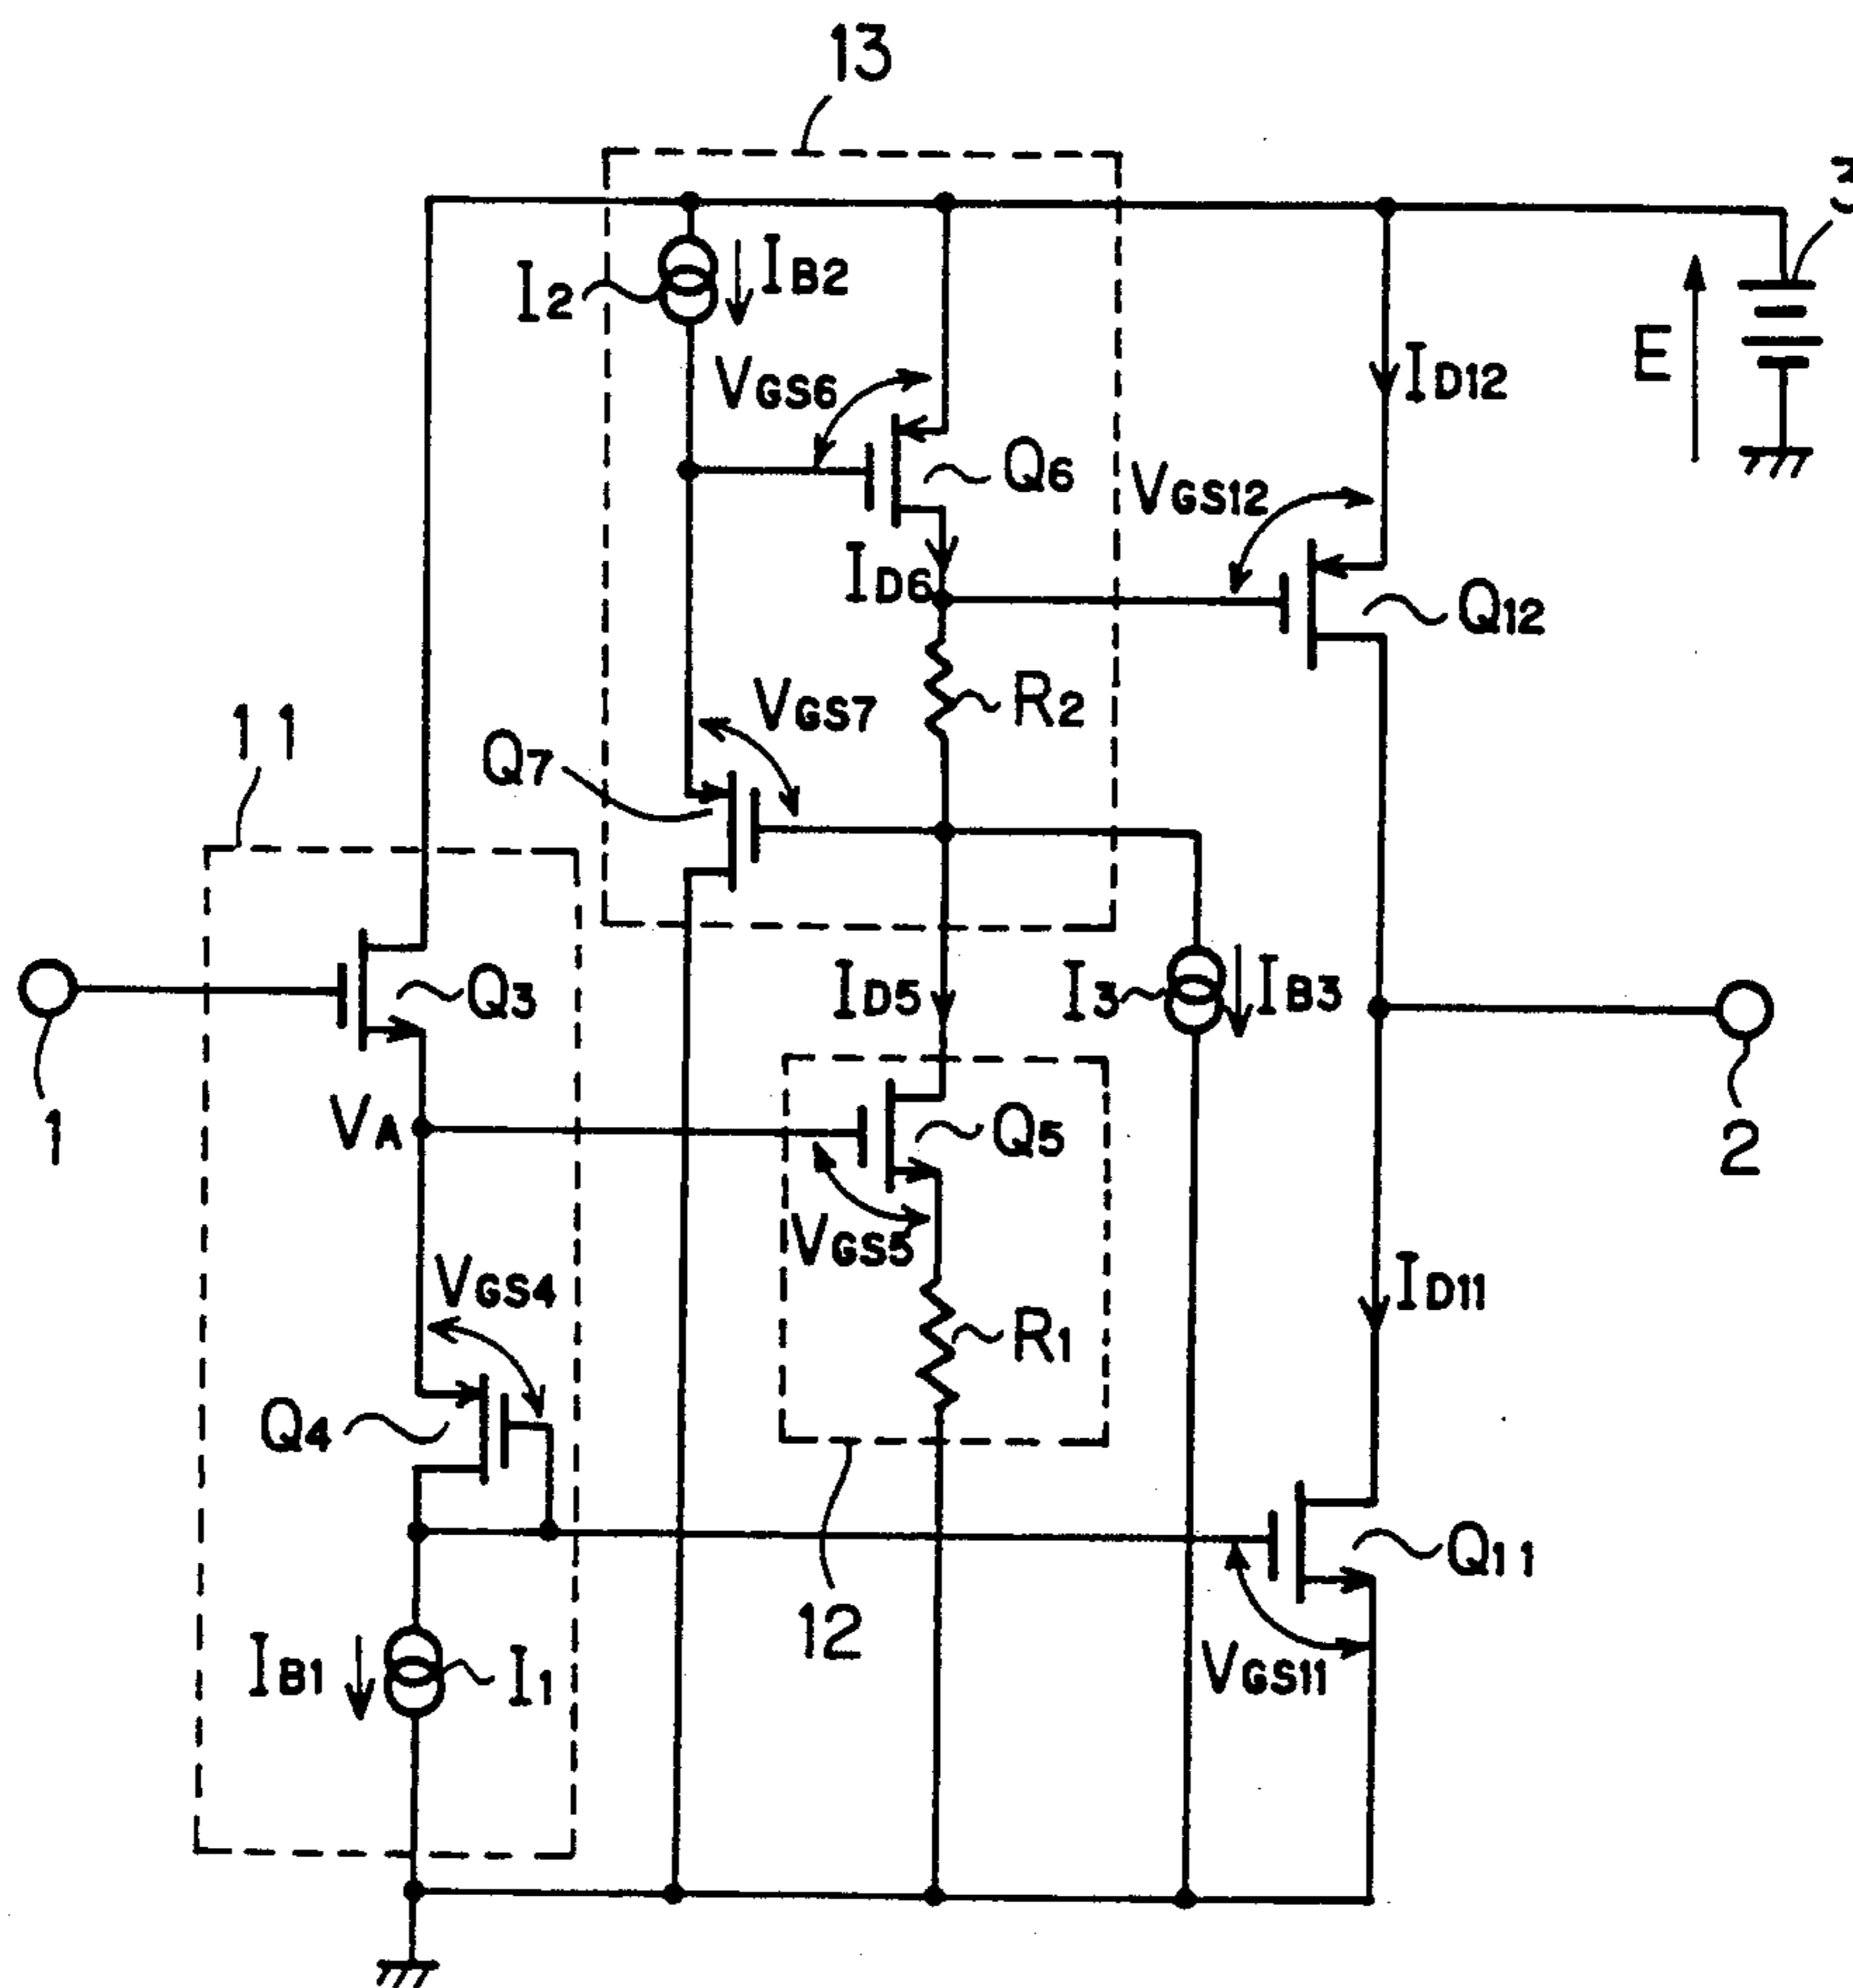 13
3
I2
IB2
VGS6
E
ID12
Q6
VGS12
ID6
Q12
R2
VGS7
11
Q7
Q3
ID5
I3
IB3
VA
Q5
1
2
VGS5
VGS4
ID11
R1
Q4
Q11
12
IB1
I1
VGS11